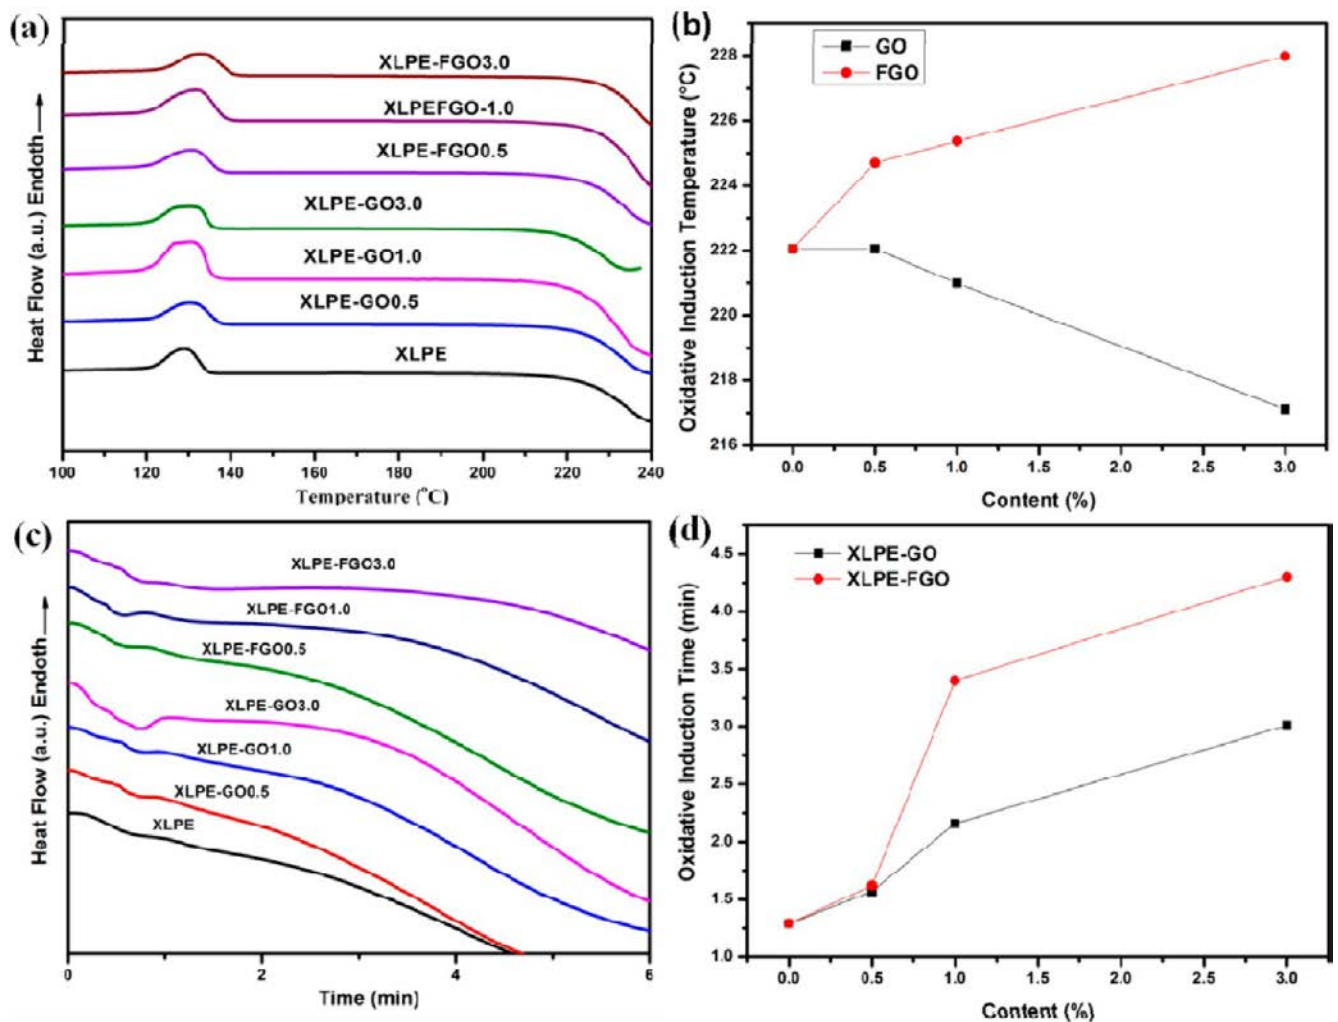 (a)
XLPE-FGO3.0
XLPEFGO-1.0
XLPE-FGO0.5
XLPE-GO3.0
XLPE-GO1.0
XLPE-GO0.5
XLPE
Heat Flow (a.u.) Endoth
100 120 140 160 180 200 220 240
Temperature (°C)
(b)
GO
FGO
Oxidative Induction Temperature (°C)
228
226
224
222
220
218
216
0.0 0.5 1.0 1.5 2.0 2.5 3.0
Content (%)
(c)
XLPE-FGO3.0
XLPE-FGO1.0
XLPE-FGO0.5
XLPE-GO3.0
XLPE-GO1.0
XLPE-GO0.5
XLPE
Heat Flow (a.u.) Endoth
0 2 4 6
Time (min)
(d)
XLPE-GO
XLPE-FGO
Oxidative Induction Time (min)
4.5
4.0
3.5
3.0
2.5
2.0
1.5
1.0
0.0 0.5 1.0 1.5 2.0 2.5 3.0
Content (%)